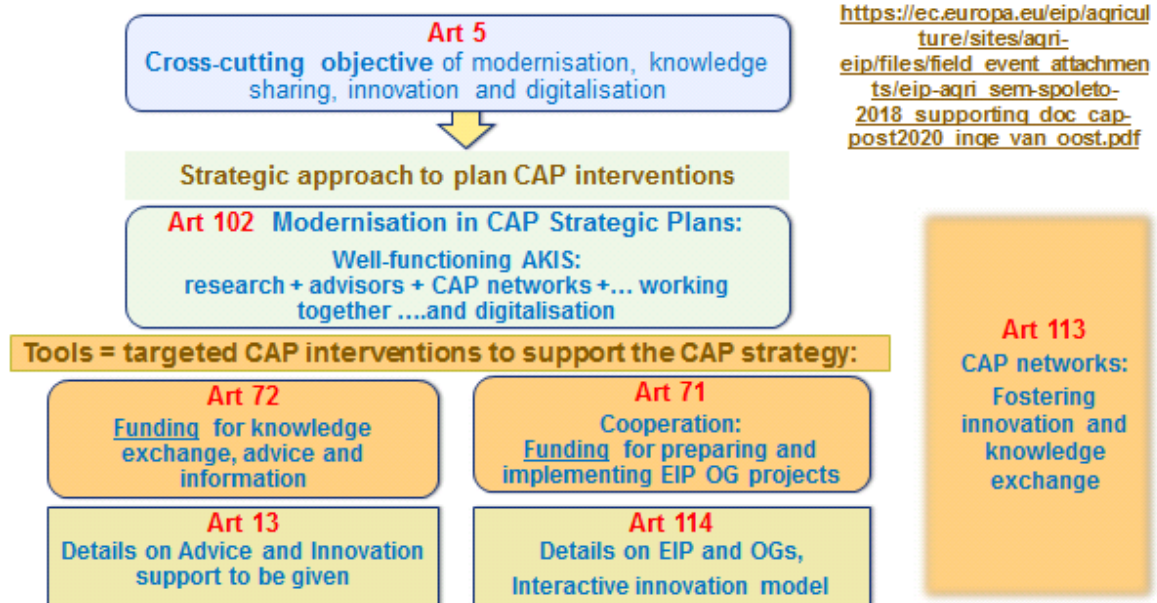 Art 5
Cross-cutting objective of modernisation, knowledge
sharing, innovation and digitalisation
https://ec.europa.eu/eip/agricul
ture/sites/agri-
eip/files/field_event_attachmen
ts/eip-agri_sem-spoleto-
2018_supporting_doc_cap-
post2020_inge_van_oost.pdf
Strategic approach to plan CAP interventions
Art 102 Modernisation in CAP Strategic Plans:
Well-functioning AKIS:
research + advisors + CAP networks +... working
together ....and digitalisation
Tools = targeted CAP interventions to support the CAP strategy:
Art 72
Funding for knowledge
exchange, advice and
information
Art 71
Cooperation:
Funding for preparing and
implementing EIP OG projects
Art 13
Details on Advice and Innovation
support to be given
Art 114
Details on EIP and OGs,
Interactive innovation model
Art 113
CAP networks:
Fostering
innovation and
knowledge
exchange